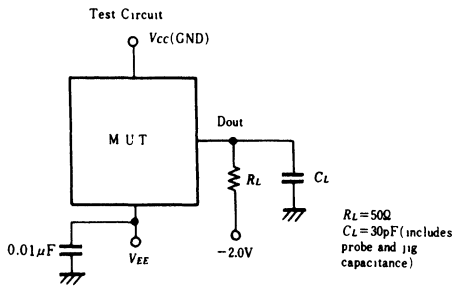 Test Circuit
Vcc(GND)
MUT
Dout
RL
CL
-2.0V
0.01μF
VEE
RL=50Ω
CL=30pF(includes
probe and jig
capacitance)